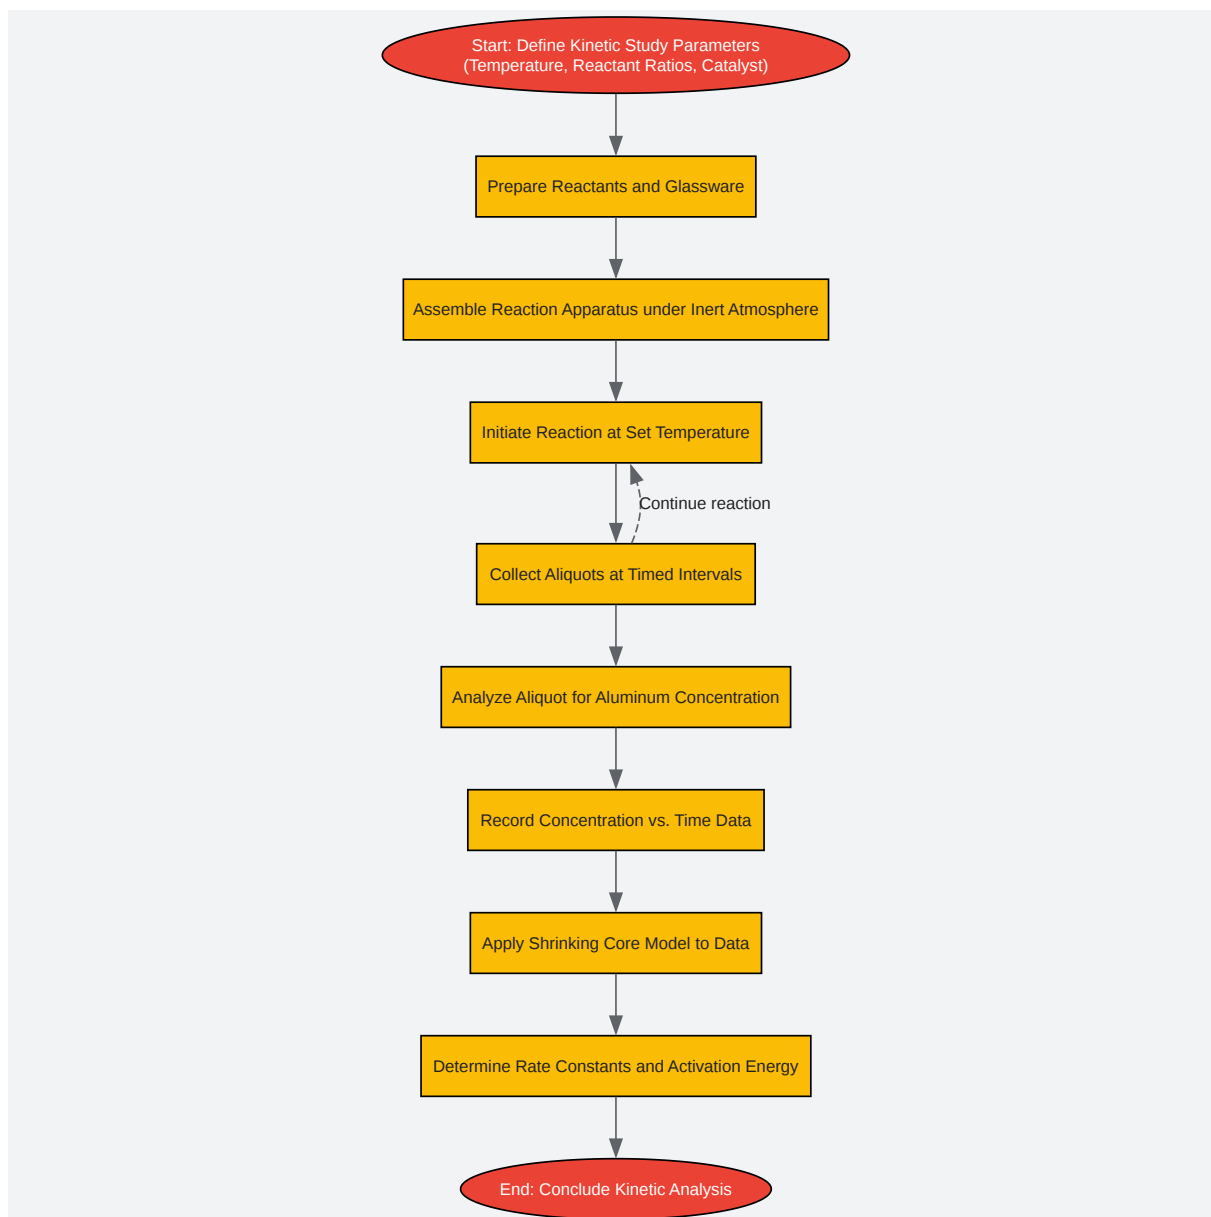 Start: Define Kinetic Study Parameters
(Temperature, Reactant Ratios, Catalyst)
Prepare Reactants and Glassware
Assemble Reaction Apparatus under Inert Atmosphere
Initiate Reaction at Set Temperature
Continue reaction
Collect Aliquots at Timed Intervals
Analyze Aliquot for Aluminum Concentration
Record Concentration vs. Time Data
Apply Shrinking Core Model to Data
Determine Rate Constants and Activation Energy
End: Conclude Kinetic Analysis